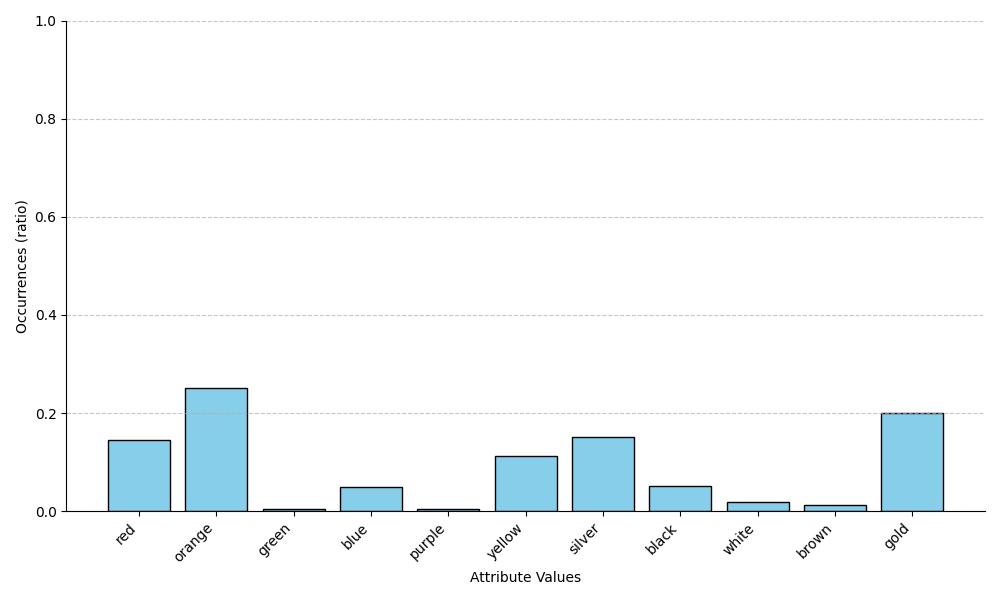 1.0
0.8
0.6
0.4
0.2
0.0
Occurrences (ratio)
red
orange
green
blue
purple
yellow
silver
black
white
brown
gold
Attribute Values